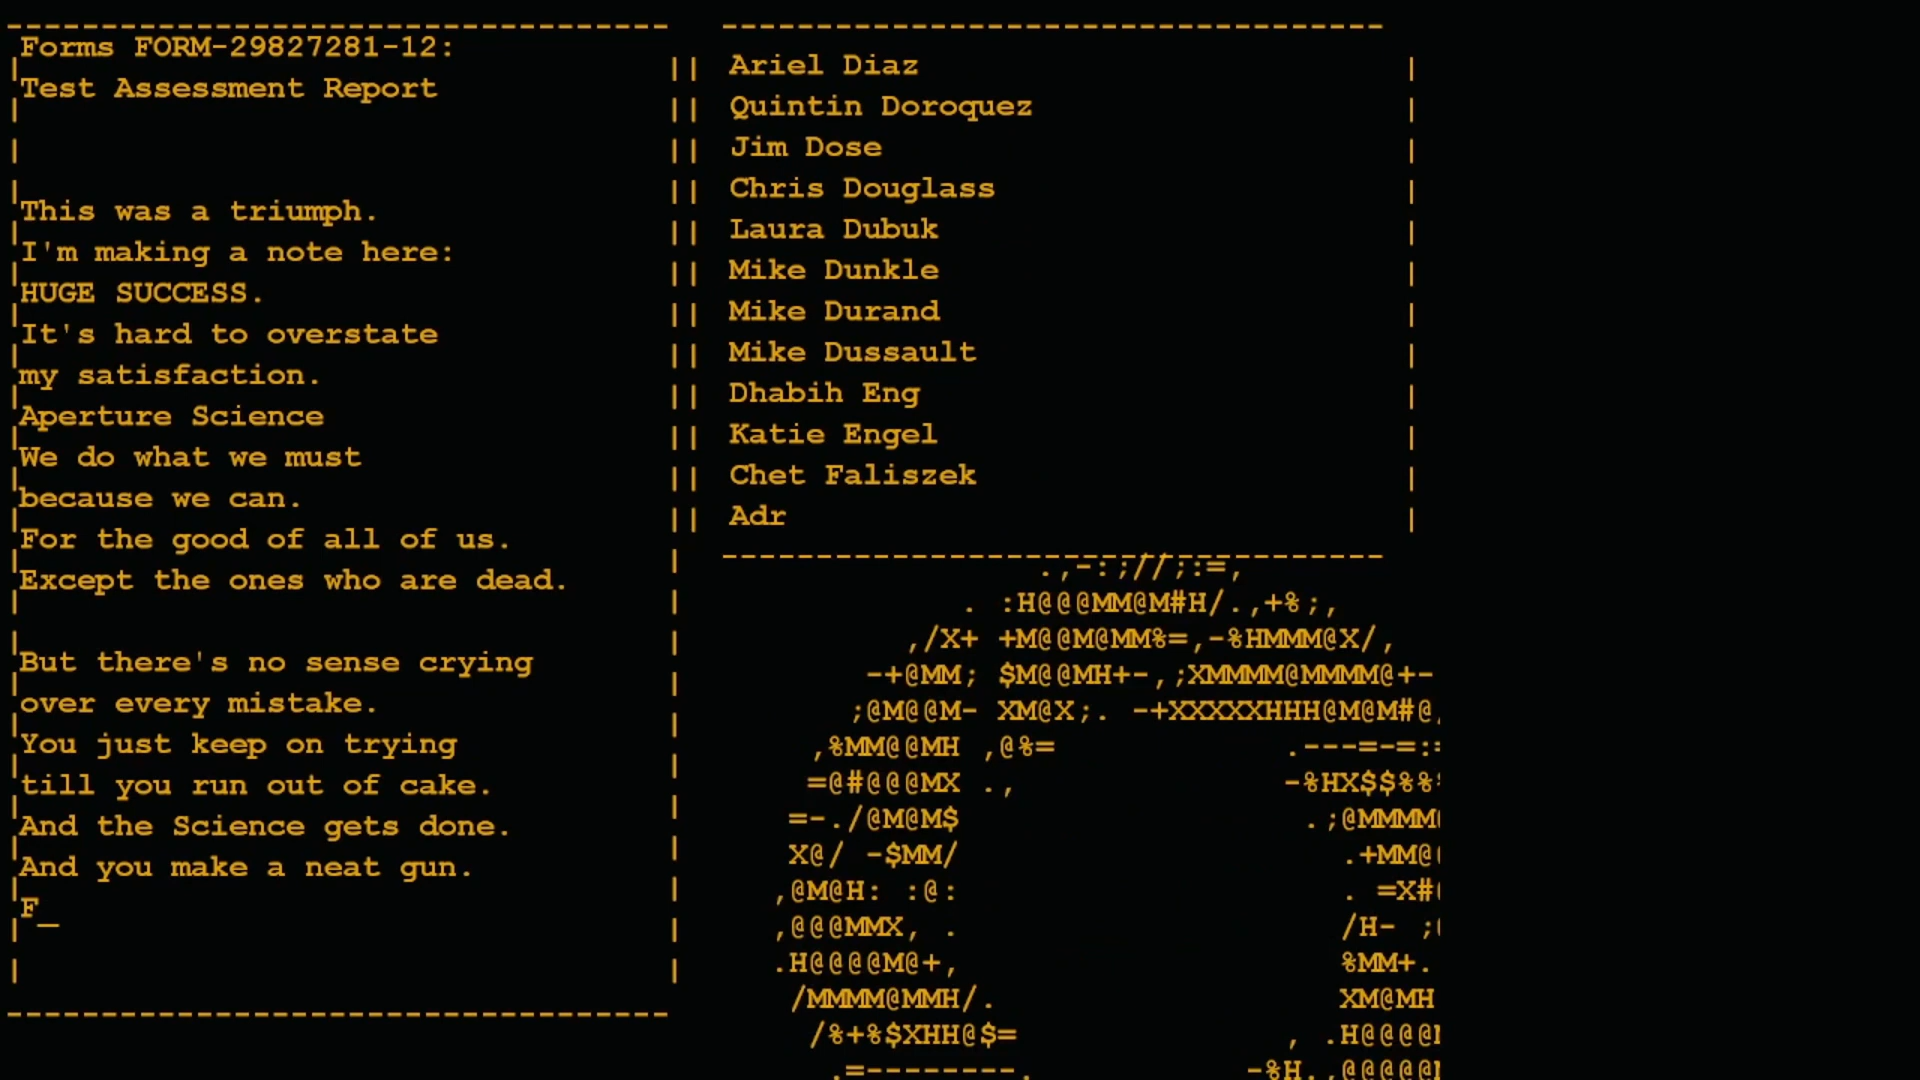 Forms FORM-29827281-12:
Test Assessment Report
This was a triumph.
I'm making a note here:
HUGE SUCCESS.
It's hard to overstate
my satisfaction.
Aperture Science
We do what we must
because we can.
For the good of all of us.
Except the ones who are dead.
But there's no sense crying
over every mistake.
You just keep on trying
till you run out of cake.
And the Science gets done.
And you make a neat gun.
F_
Ariel Diaz
Quintin Doroquez
Jim Dose
Chris Douglass
Laura Dubuk
Mike Dunkle
Mike Durand
Mike Dussault
Dhabih Eng
Katie Engel
Chet Faliszek
Adr